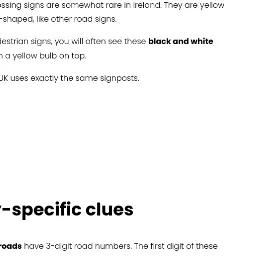 ssing signs are somewhat rare in Ireland. They are yellow
-shaped, like other road signs.
destrian signs, you will often see these black and white
a yellow bulb on top.
UK uses exactly the same signposts.
-specific clues
roads have 3-digit road numbers. The first digit of these